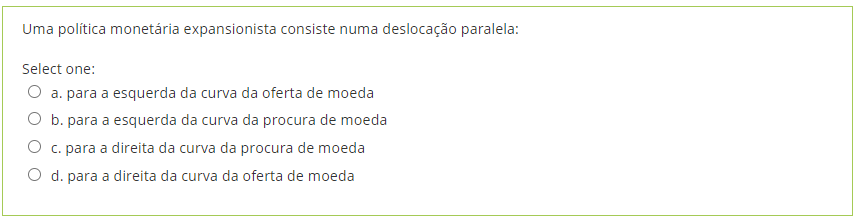 Uma política monetária expansionista consiste numa deslocação paralela:
Select one:
a. para a esquerda da curva da oferta de moeda
b. para a esquerda da curva da procura de moeda
c. para a direita da curva da procura de moeda
d. para a direita da curva da oferta de moeda